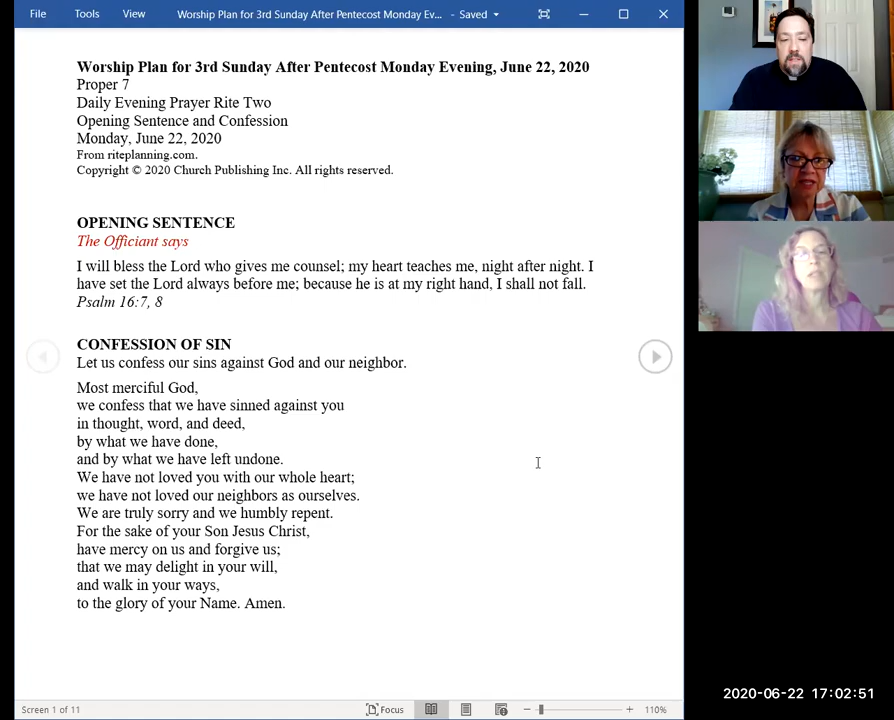 File Tools View Worship Plan for 3rd Sunday After Pentecost Monday Ev... - Saved
Worship Plan for 3rd Sunday After Pentecost Monday Evening, June 22, 2020
Proper 7
Daily Evening Prayer Rite Two
Opening Sentence and Confession
Monday, June 22, 2020
From riteplanning.com.
Copyright © 2020 Church Publishing Inc. All rights reserved.
OPENING SENTENCE
The Officiant says
I will bless the Lord who gives me counsel; my heart teaches me, night after night. I
have set the Lord always before me; because he is at my right hand, I shall not fall.
Psalm 16:7, 8
CONFESSION OF SIN
Let us confess our sins against God and our neighbor.
Most merciful God,
we confess that we have sinned against you
in thought, word, and deed,
by what we have done,
and by what we have left undone.
We have not loved you with our whole heart;
we have not loved our neighbors as ourselves.
We are truly sorry and we humbly repent.
For the sake of your Son Jesus Christ,
have mercy on us and forgive us;
that we may delight in your will,
and walk in your ways,
to the glory of your Name. Amen.
2020-06-22 17:02:51
Screen 1 of 11 Focus 110%